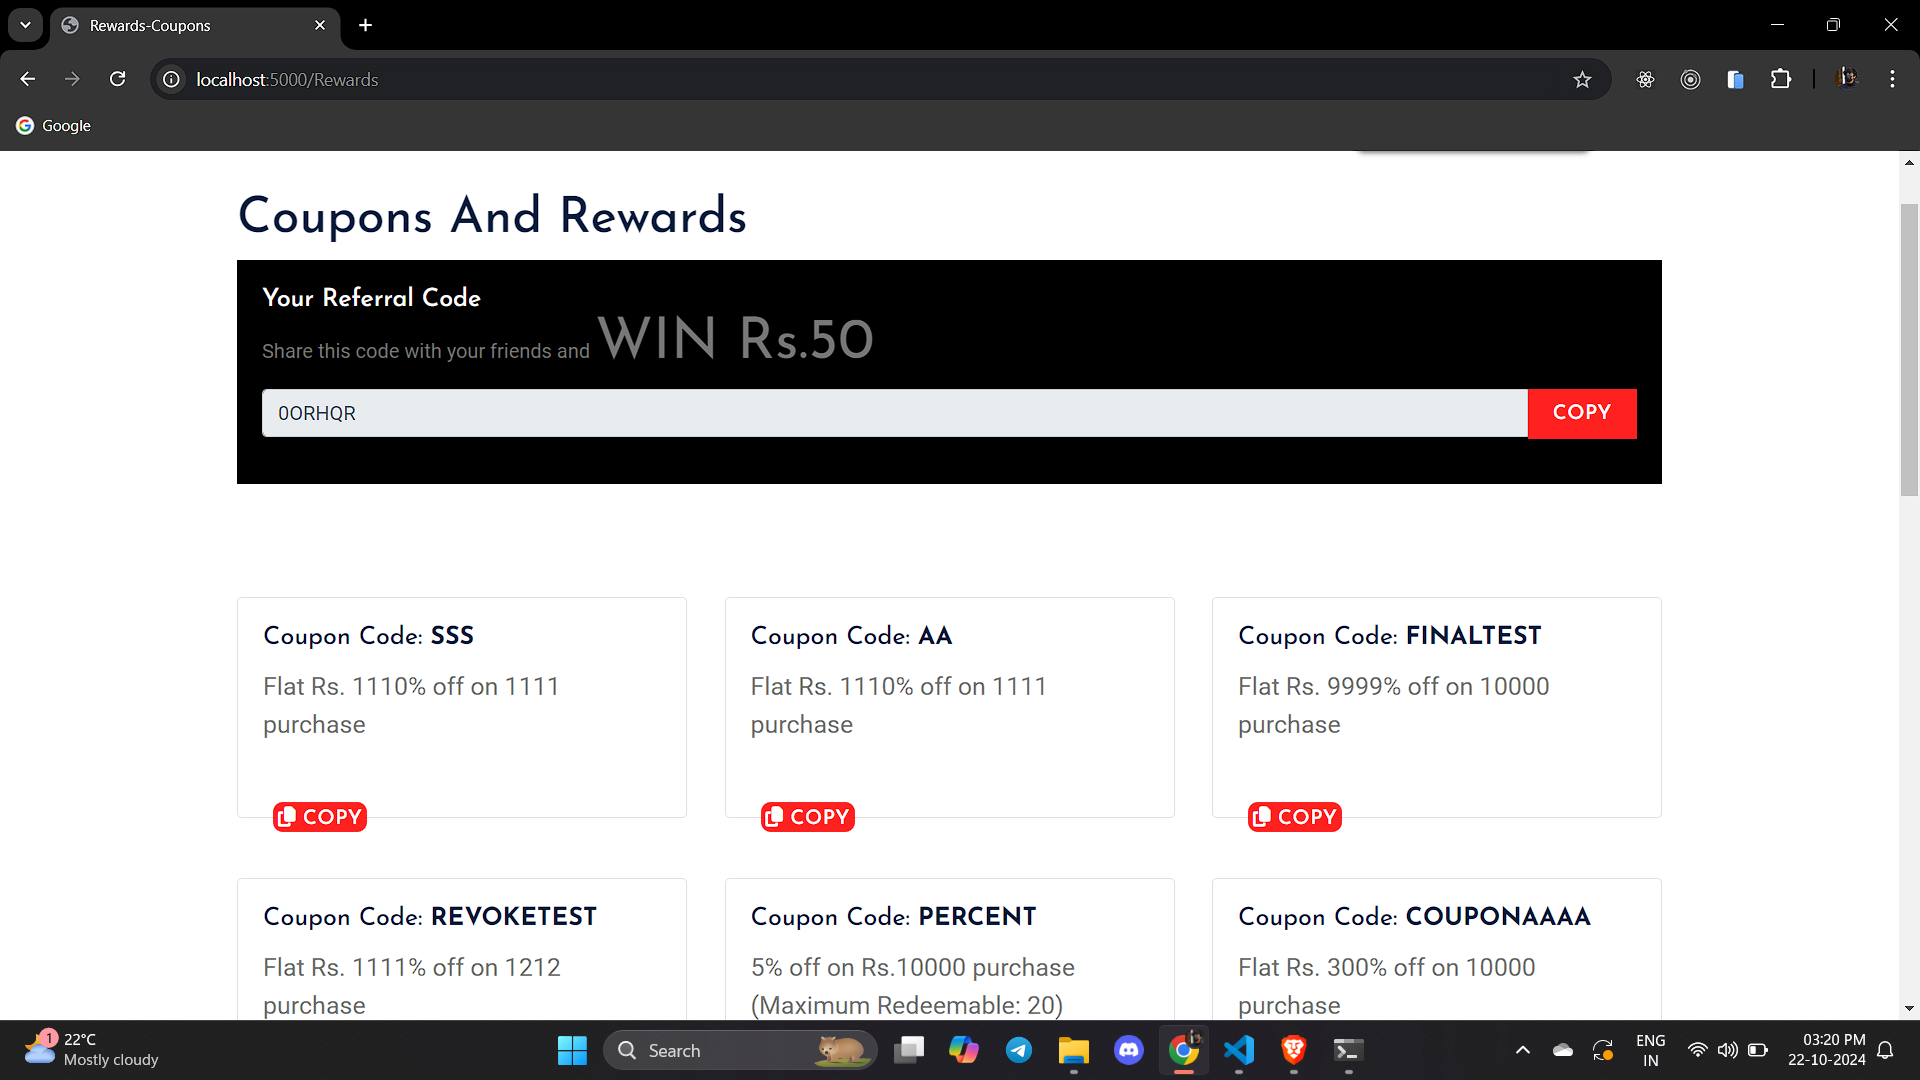 Rewards-Coupons
localhost:5000/Rewards
Google
Coupons And Rewards
Your Referral Code
Share this code with your friends and WIN Rs.50
0ORHQR
COPY
Coupon Code: SSS
Flat Rs. 1110% off on 1111
purchase
COPY
Coupon Code: AA
Flat Rs. 1110% off on 1111
purchase
COPY
Coupon Code: FINALTEST
Flat Rs. 9999% off on 10000
purchase
COPY
Coupon Code: REVOKETEST
Flat Rs. 1111% off on 1212
purchase
Coupon Code: PERCENT
5% off on Rs.10000 purchase
(Maximum Redeemable: 20)
Coupon Code: COUPONAAAA
Flat Rs. 300% off on 10000
purchase
1
22°C
Mostly cloudy
Search
ENG
IN
03:20 PM
22-10-2024